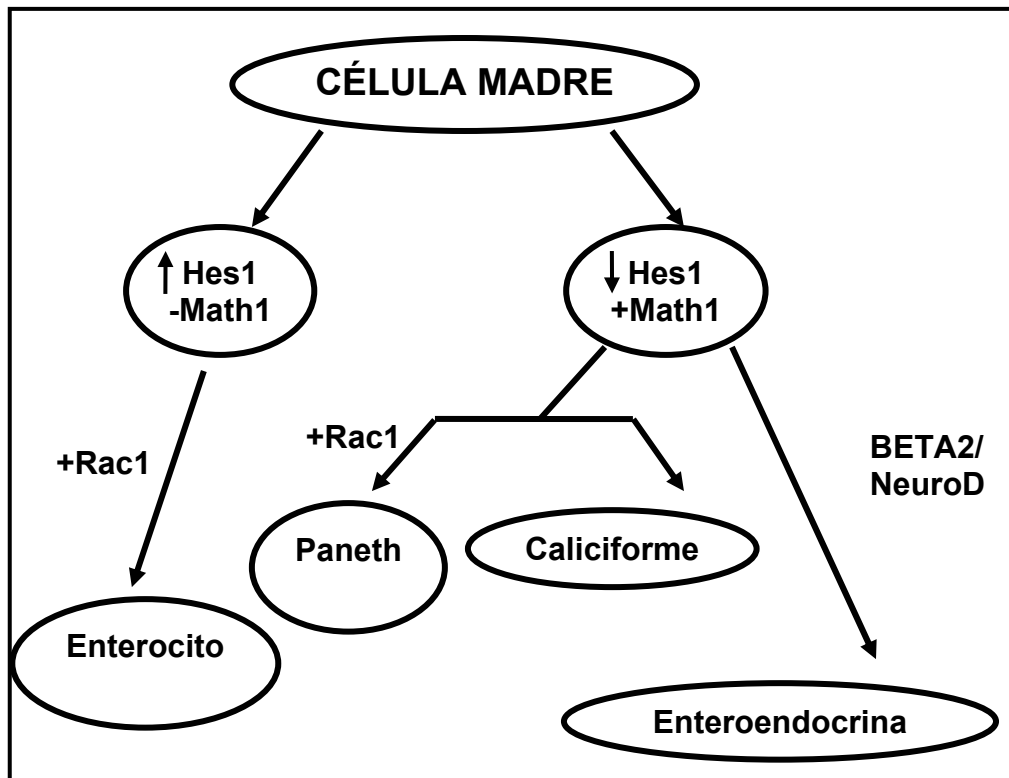 CÉLULA MADRE
↑ Hes1
-Math1
↓ Hes1
+Math1
+Rac1
+Rac1
BETA2/
NeuroD
Paneth
Caliciforme
Enterocito
Enteroendocrina